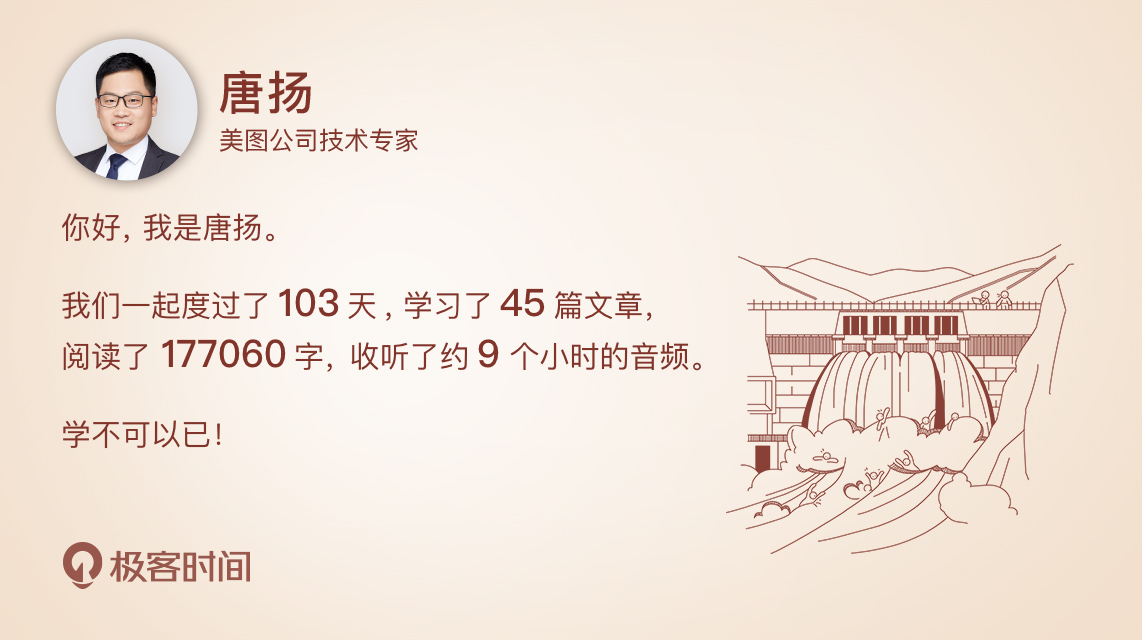 唐扬
美图公司技术专家
你好，我是唐扬。
我们一起度过了 103 天，学习了 45 篇文章，
阅读了 177060 字，收听了约 9 个小时的音频。
学不可以已！
极客时间